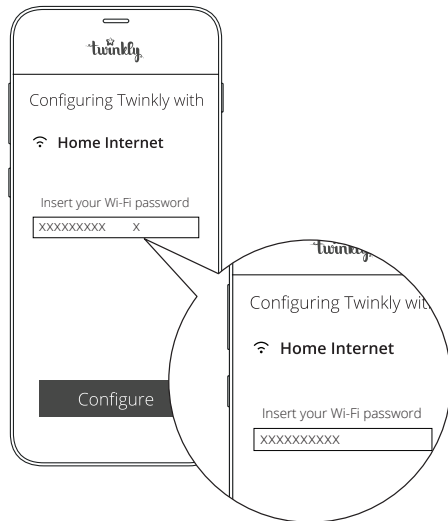 twinkly
Configuring Twinkly with
Home Internet
Insert your Wi-Fi password
XXXXXXXXX X
Configure
twinkly
Configuring Twinkly wit
Home Internet
Insert your Wi-Fi password
XXXXXXXXXX